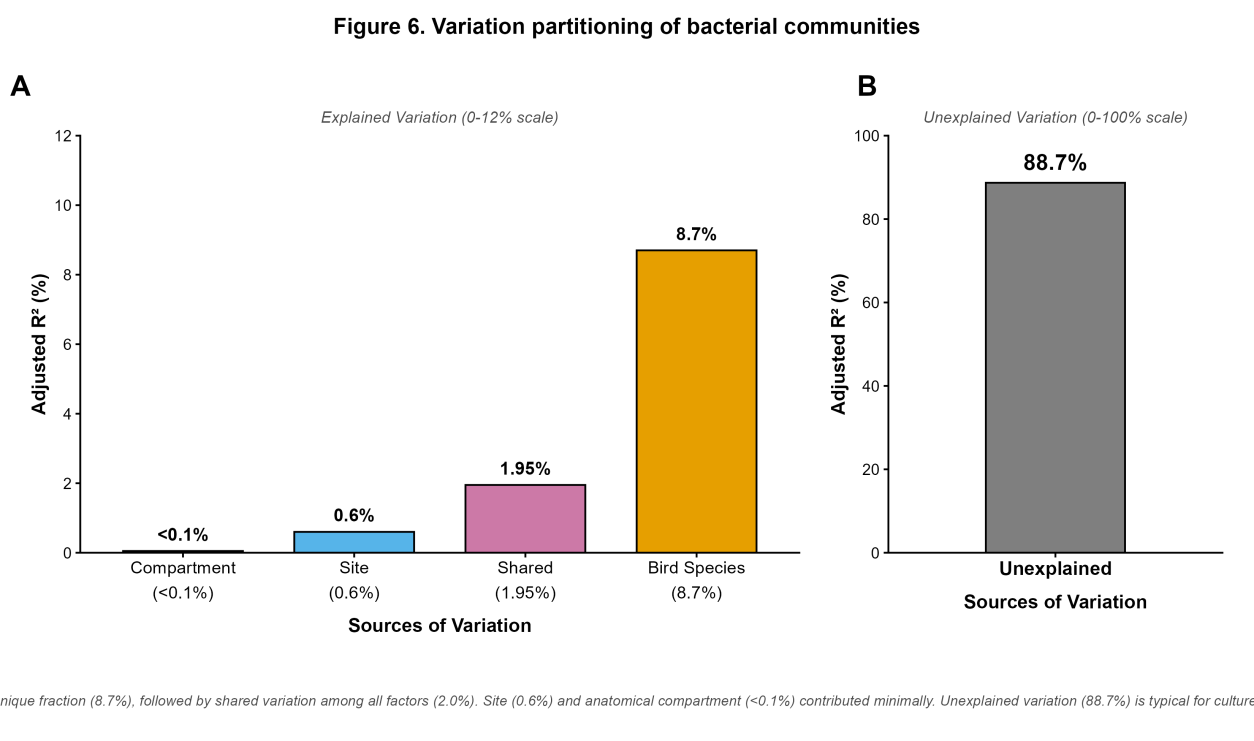 Figure 6. Variation partitioning of bacterial communities
A
Explained Variation (0-12% scale)
Adjusted R² (%)
12
10
8
6
4
2
0
<0.1%
0.6%
1.95%
8.7%
Compartment
(<0.1%)
Site
(0.6%)
Shared
(1.95%)
Bird Species
(8.7%)
Sources of Variation
B
Unexplained Variation (0-100% scale)
Adjusted R² (%)
100
80
60
40
20
0
88.7%
Unexplained
Sources of Variation
nique fraction (8.7%), followed by shared variation among all factors (2.0%). Site (0.6%) and anatomical compartment (<0.1%) contributed minimally. Unexplained variation (88.7%) is typical for culture